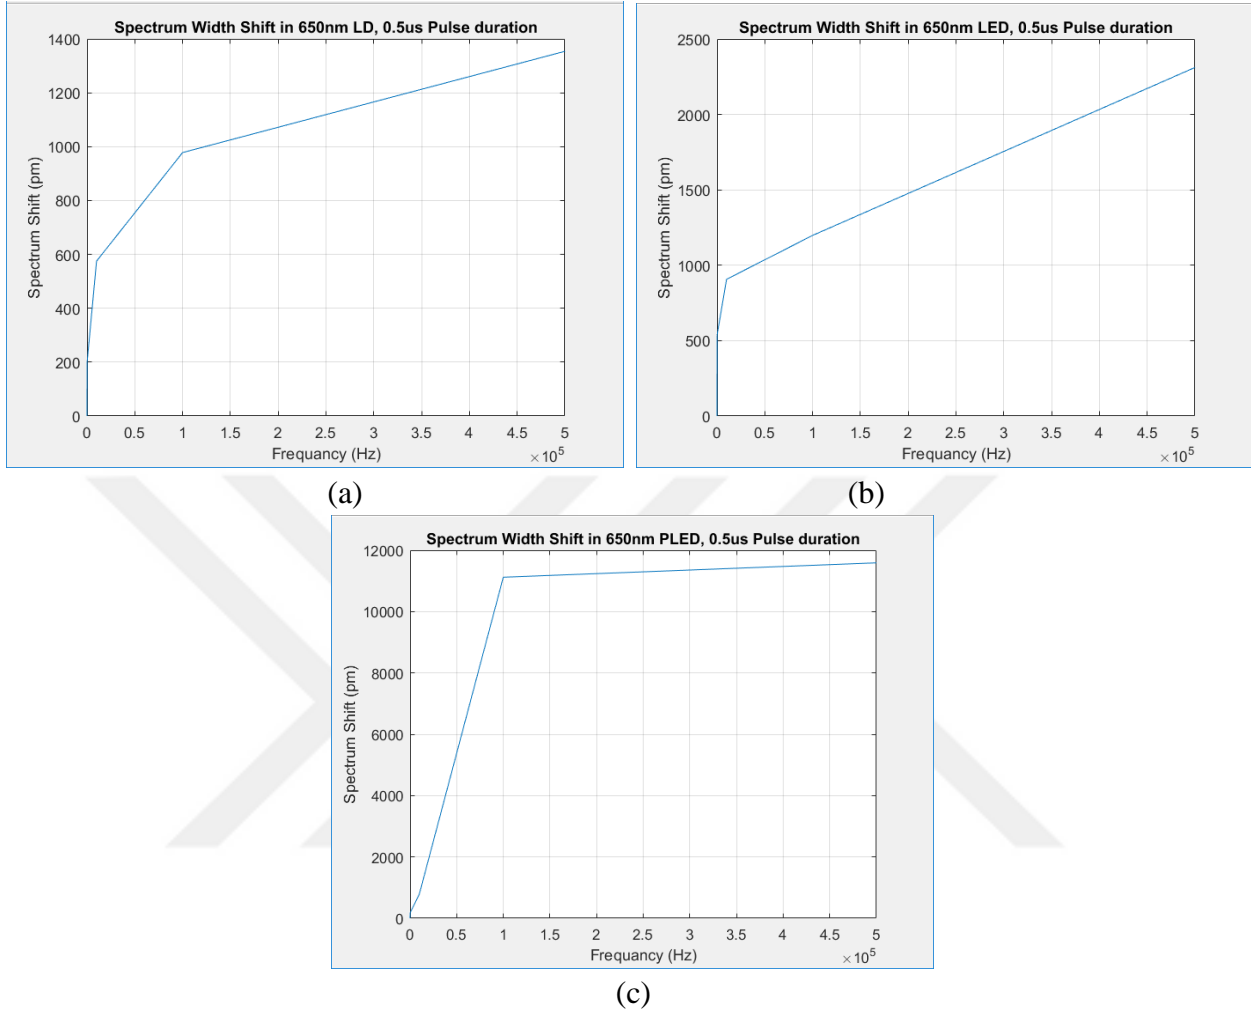 Spectrum Width Shift in 650nm LD, 0.5us Pulse duration
1400
1200
1000
800
600
400
200
0
Spectrum Shift (pm)
0 0.5 1 1.5 2 2.5 3 3.5 4 4.5 5
Frequancy (Hz)
×10^5
(a)
Spectrum Width Shift in 650nm LED, 0.5us Pulse duration
2500
2000
1500
1000
500
0
Spectrum Shift (pm)
0 0.5 1 1.5 2 2.5 3 3.5 4 4.5 5
Frequancy (Hz)
×10^5
(b)
Spectrum Width Shift in 650nm PLED, 0.5us Pulse duration
12000
10000
8000
6000
4000
2000
0
Spectrum Shift (pm)
0 0.5 1 1.5 2 2.5 3 3.5 4 4.5 5
Frequancy (Hz)
×10^5
(c)